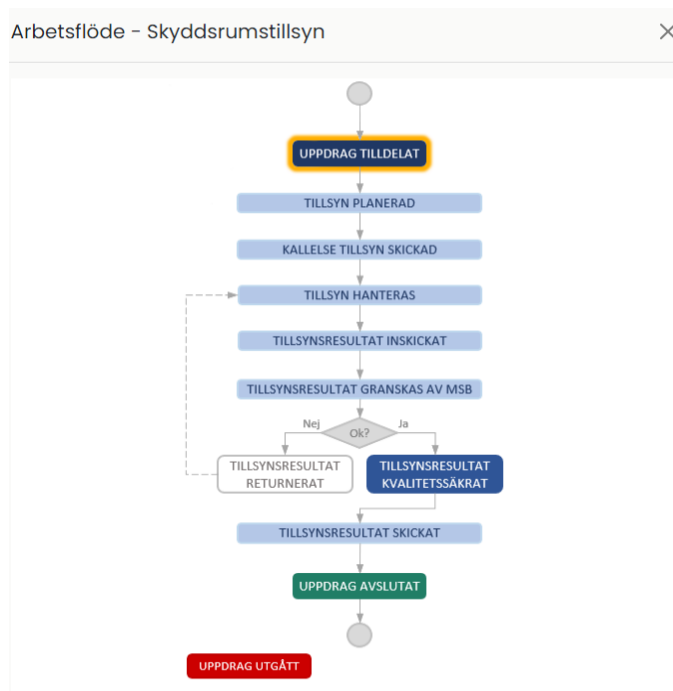 Arbetsflöde - Skyddsrumstillsyn
UPPDRAG TILLDELAT
TILLSYN PLANERAD
KALLELSE TILLSYN SKICKAD
TILLSYN HANTERAS
TILLSYNSRESULTAT INSKICKAT
TILLSYNSRESULTAT GRANSKAS AV MSB
Nej
Ok?
Ja
TILLSYNSRESULTAT
RETURNERAT
TILLSYNSRESULTAT
KVALITETSSÄKRAT
TILLSYNSRESULTAT SKICKAT
UPPDRAG AVSLUTAT
UPPDRAG UTGÅTT